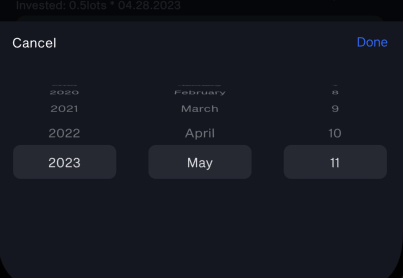 Invested: 0.5lots * 04.28.2023
Cancel Done
2020 February 8
2021 March 9
2022 April 10
2023 May 11